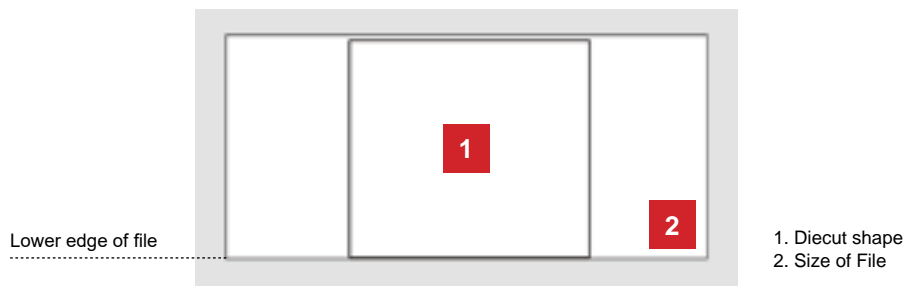 1
2
Lower edge of file
1. Diecut shape
2. Size of File